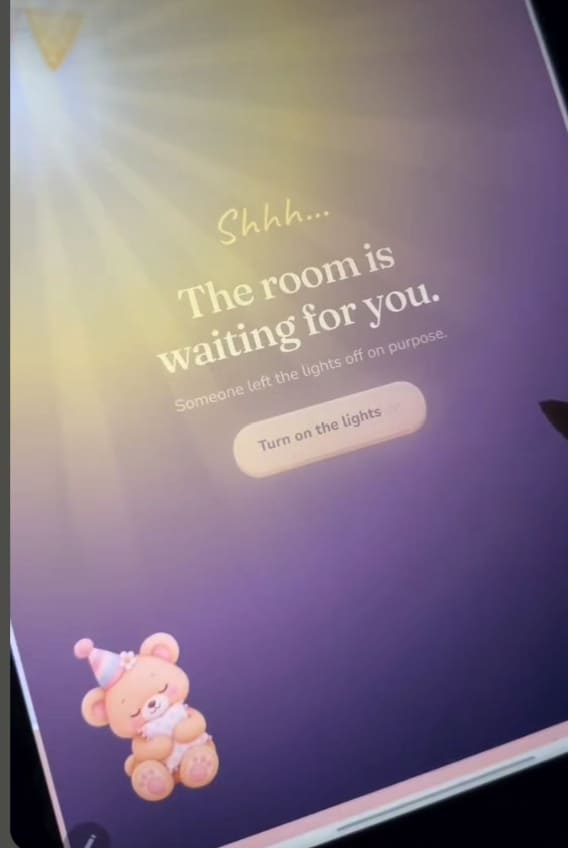 Shhh...
The room is
waiting for you.
Someone left the lights off on purpose.
Turn on the lights